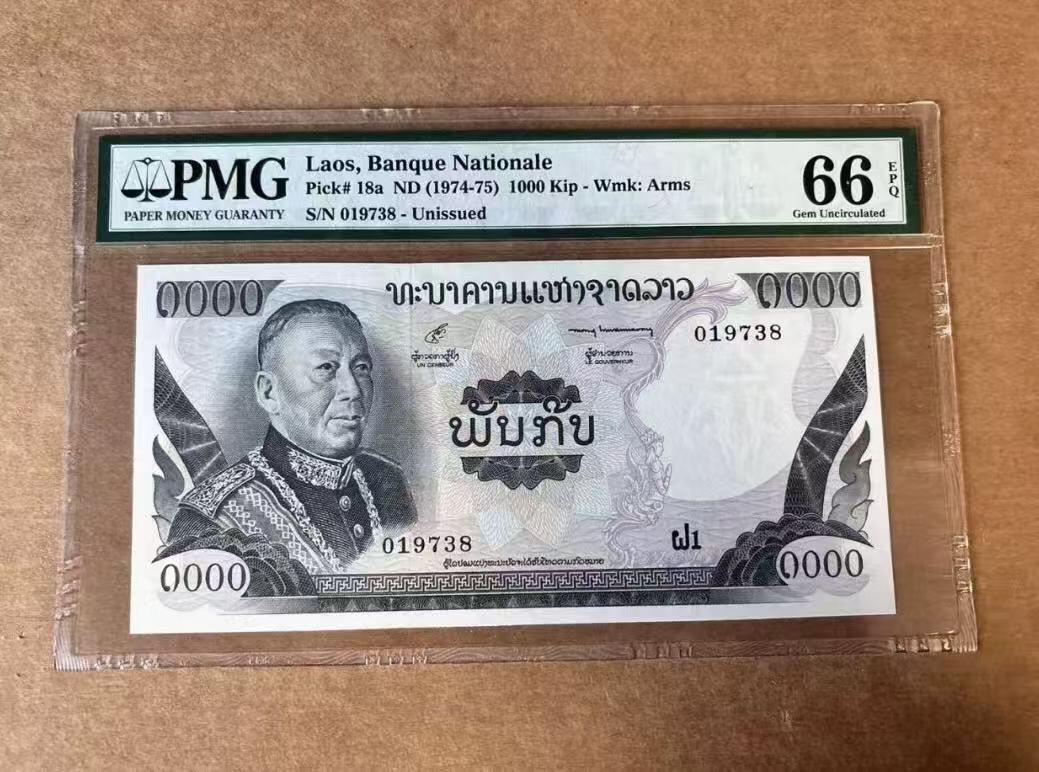 PMG
PAPER MONEY GUARANTY
Laos, Banque Nationale
Pick# 18a ND (1974-75) 1000 Kip - Wmk: Arms
S/N 019738 - Unissued
66
EPQ
Gem Uncirculated
໑໐໐໐
ທະນາຄານແຫ່ງຊາດລາວ
໑໐໐໐
019738
UN CENSEUR
LE GOUVERNEUR
ພັນກີບ
019738
ຝ1
໑໐໐໐
໑໐໐໐